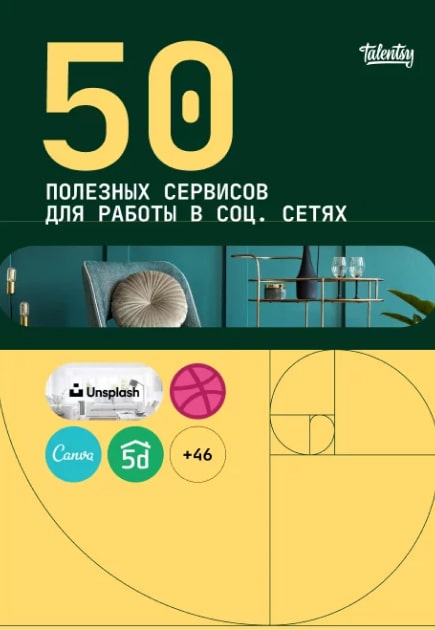 Talentsy
50
ПОЛЕЗНЫХ СЕРВИСОВ
ДЛЯ РАБОТЫ В СОЦ. СЕТЯХ
Unsplash
Canva
5d
+46